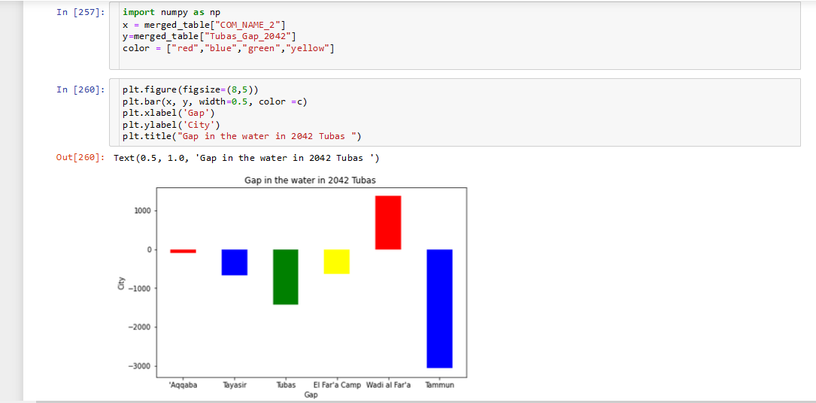 In [257]:
import numpy as np
x = merged_table["COM_NAME_2"]
y=merged_table["Tubas_Gap_2042"]
color = ["red","blue","green","yellow"]
In [260]:
plt.figure(figsize=(8,5))
plt.bar(x, y, width=0.5, color =c)
plt.xlabel('Gap')
plt.ylabel('City')
plt.title("Gap in the water in 2042 Tubas ")
Out[260]: Text(0.5, 1.0, 'Gap in the water in 2042 Tubas ')
Gap in the water in 2042 Tubas
1000
0
−1000
−2000
−3000
City
'Aqqaba Tayasir Tubas El Far'a Camp Wadi al Far'a Tammun
Gap